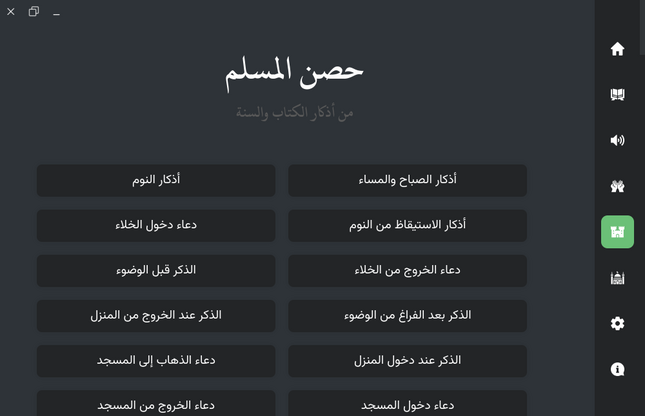 حصن المسلم
من أذكار الكتاب والسنة
أذكار الصباح والمساء
أذكار النوم
أذكار الاستيقاظ من النوم
دعاء دخول الخلاء
دعاء الخروج من الخلاء
الذكر قبل الوضوء
الذكر بعد الفراغ من الوضوء
الذكر عند الخروج من المنزل
الذكر عند دخول المنزل
دعاء الذهاب إلى المسجد
دعاء دخول المسجد
دعاء الخروج من المسجد